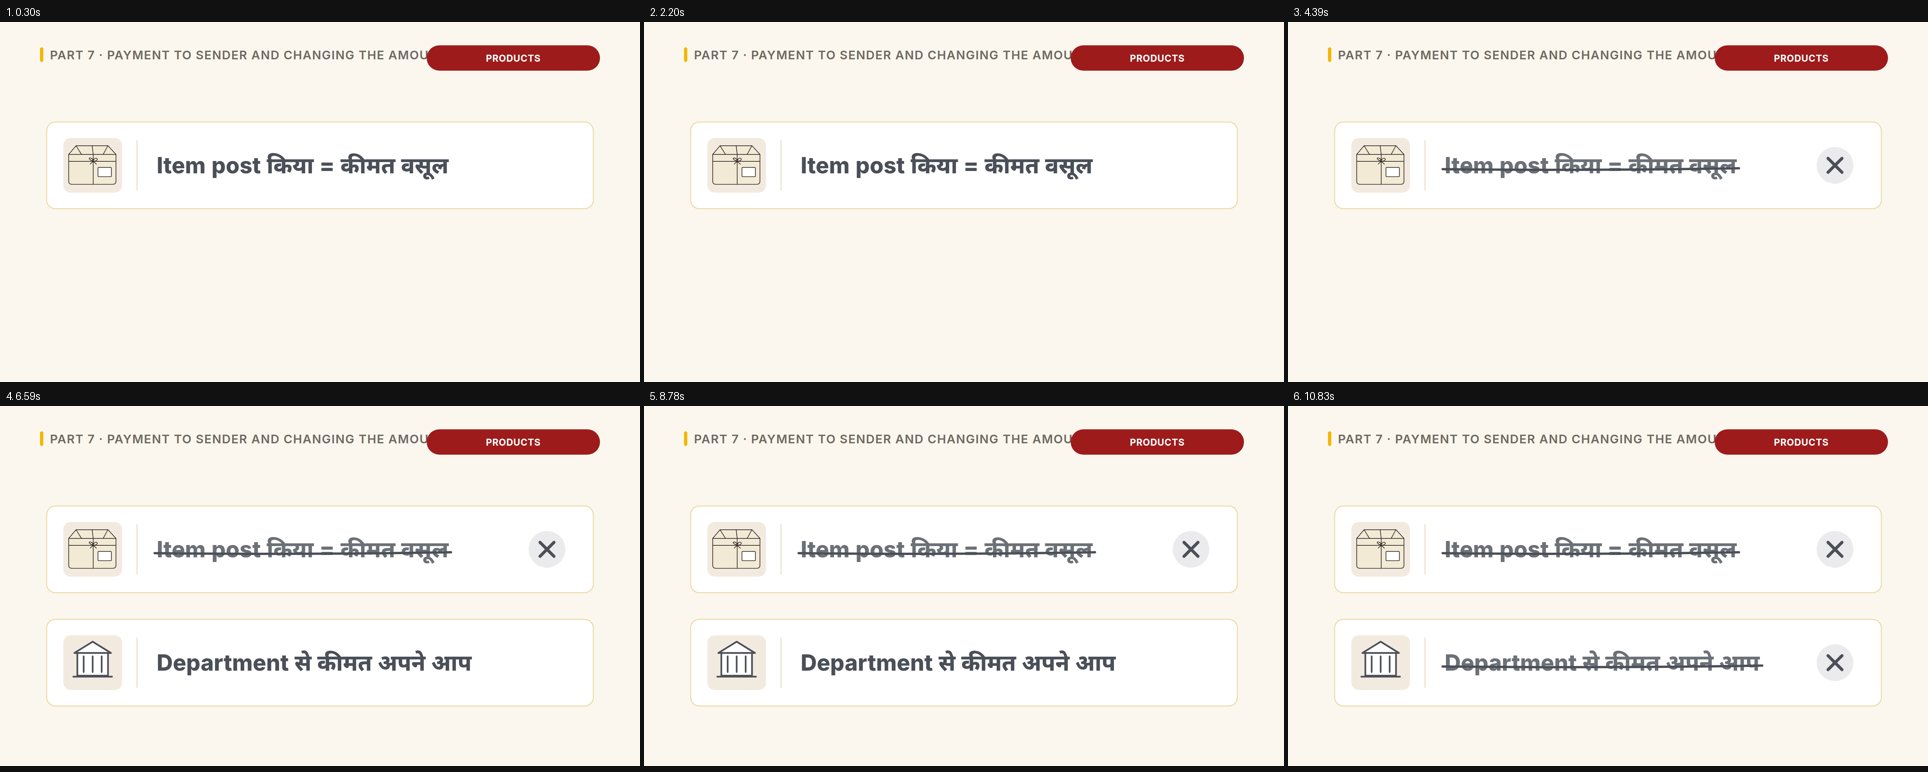 1. 0.30s
PART 7 · PAYMENT TO SENDER AND CHANGING THE AMOU
PRODUCTS
Item post किया = कीमत वसूल
2. 2.20s
PART 7 · PAYMENT TO SENDER AND CHANGING THE AMOU
PRODUCTS
Item post किया = कीमत वसूल
3. 4.39s
PART 7 · PAYMENT TO SENDER AND CHANGING THE AMOU
PRODUCTS
Item post किया = कीमत वसूल
4. 6.59s
PART 7 · PAYMENT TO SENDER AND CHANGING THE AMOU
PRODUCTS
Item post किया = कीमत वसूल
Department से कीमत अपने आप
5. 8.78s
PART 7 · PAYMENT TO SENDER AND CHANGING THE AMOU
PRODUCTS
Item post किया = कीमत वसूल
Department से कीमत अपने आप
6. 10.83s
PART 7 · PAYMENT TO SENDER AND CHANGING THE AMOU
PRODUCTS
Item post किया = कीमत वसूल
Department से कीमत अपने आप